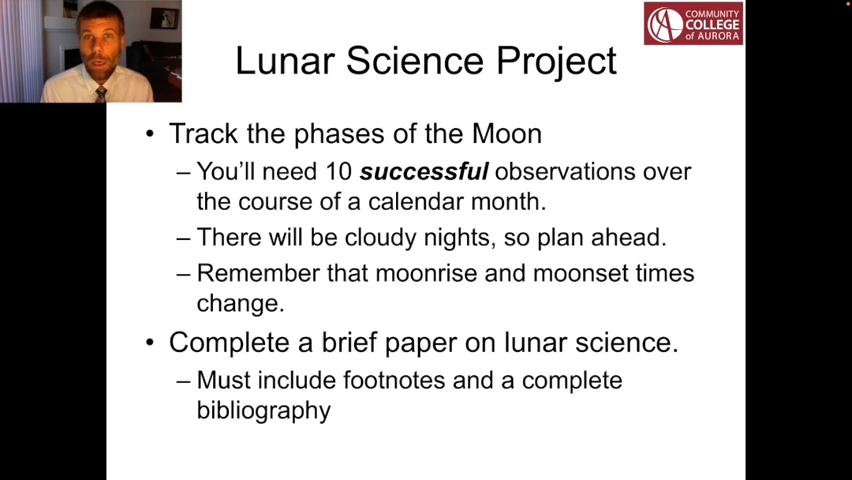 COMMUNITY
COLLEGE
of AURORA
Lunar Science Project
• Track the phases of the Moon
– You'll need 10 successful observations over
the course of a calendar month.
– There will be cloudy nights, so plan ahead.
– Remember that moonrise and moonset times
change.
• Complete a brief paper on lunar science.
– Must include footnotes and a complete
bibliography